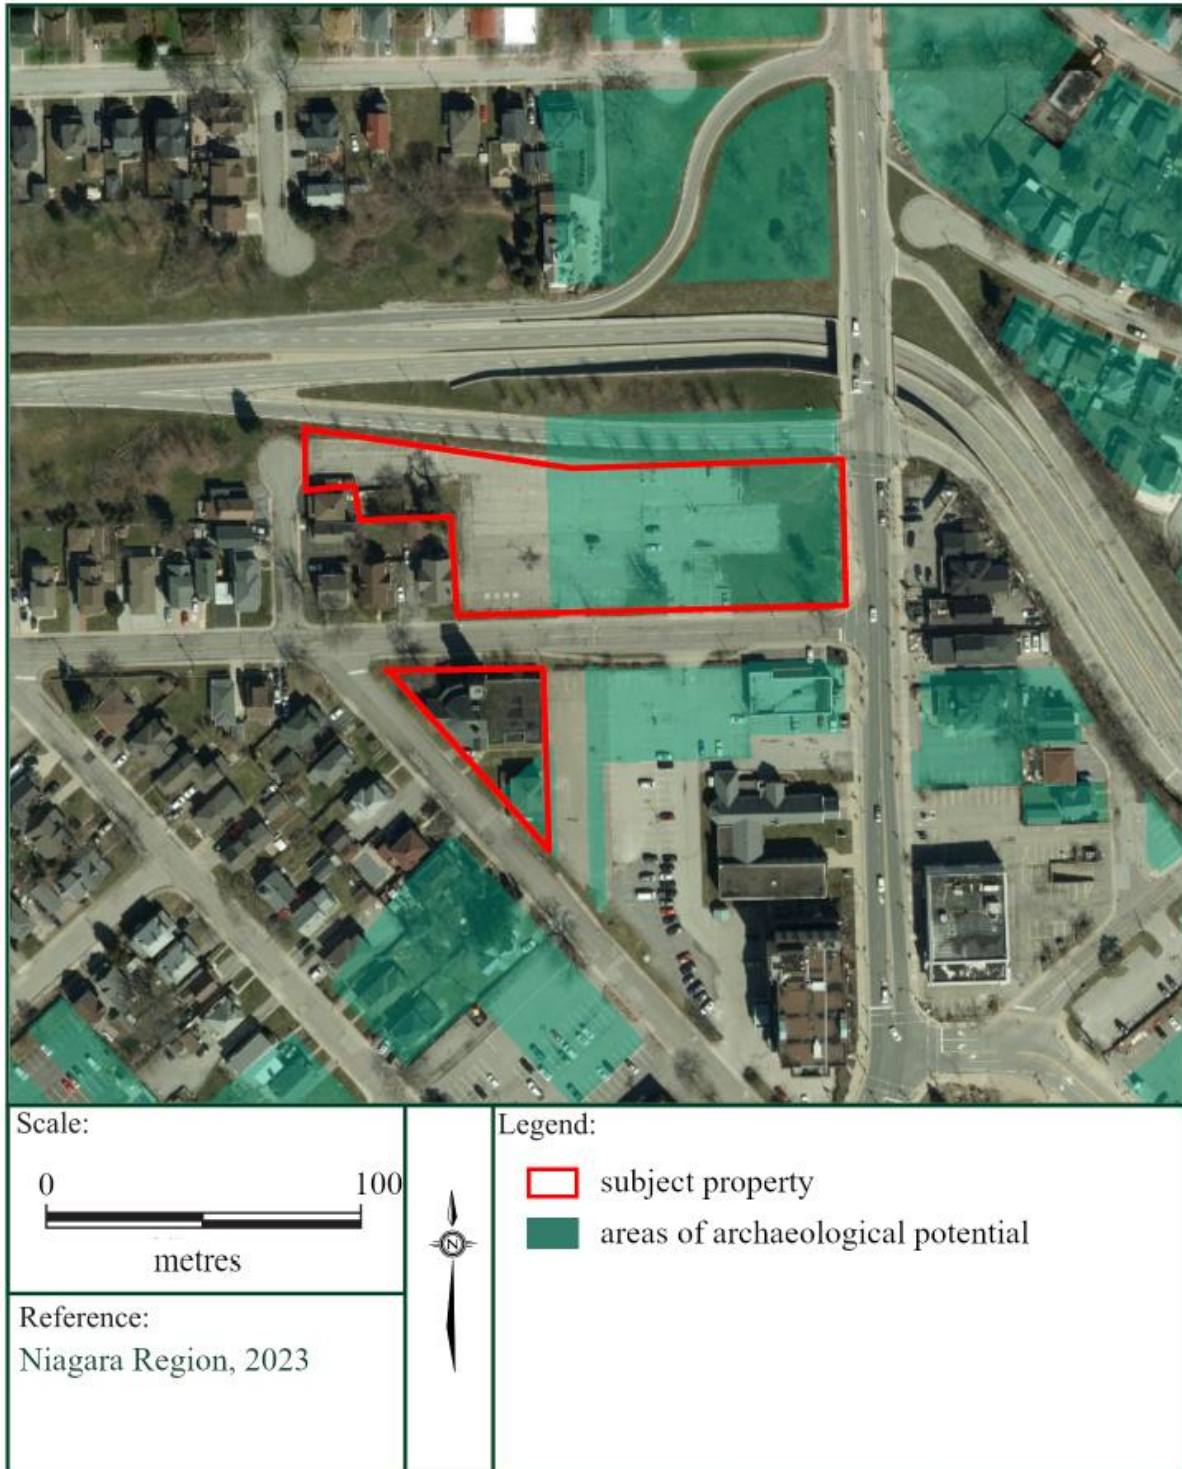 Scale:
0 100
metres
Reference:
Niagara Region, 2023
N
Legend:
subject property
areas of archaeological potential